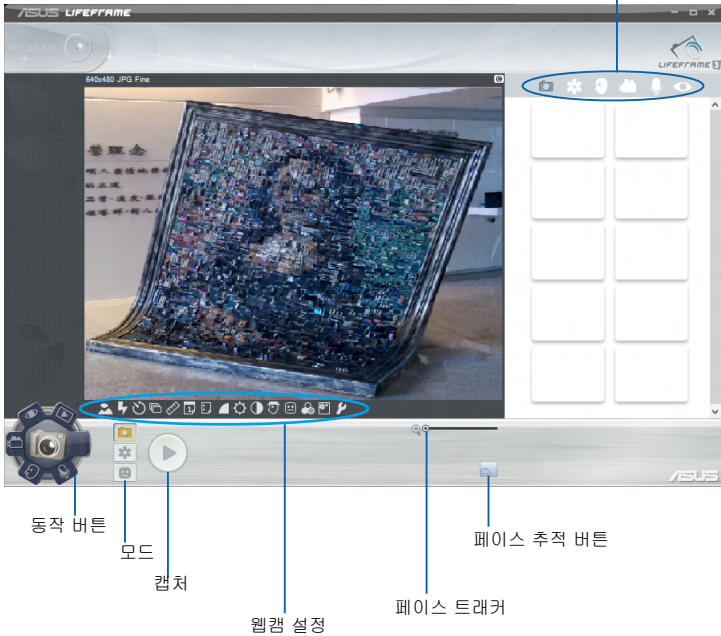 ASUS LIFEFRAME
WEBCAM
LIFEFRAME 3
640x480 JPG Fine
ASUS
동작 버튼
모드
캡처
웹캠 설정
페이스 트래커
페이스 추적 버튼